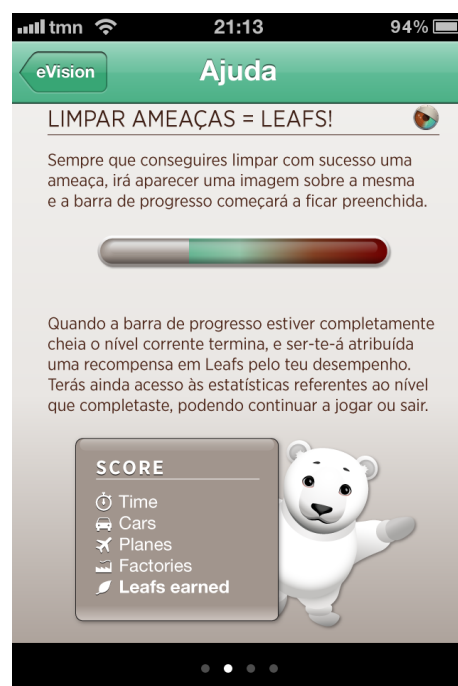 tmn 21:13 94%
eVision Ajuda
LIMPAR AMEAÇAS = LEAFS!
Sempre que conseguires limpar com sucesso uma
ameaça, irá aparecer uma imagem sobre a mesma
e a barra de progresso começará a ficar preenchida.
Quando a barra de progresso estiver completamente
cheia o nível corrente termina, e ser-te-á atribuída
uma recompensa em Leafs pelo teu desempenho.
Terás ainda acesso às estatísticas referentes ao nível
que completaste, podendo continuar a jogar ou sair.
SCORE
Time
Cars
Planes
Factories
Leafs earned